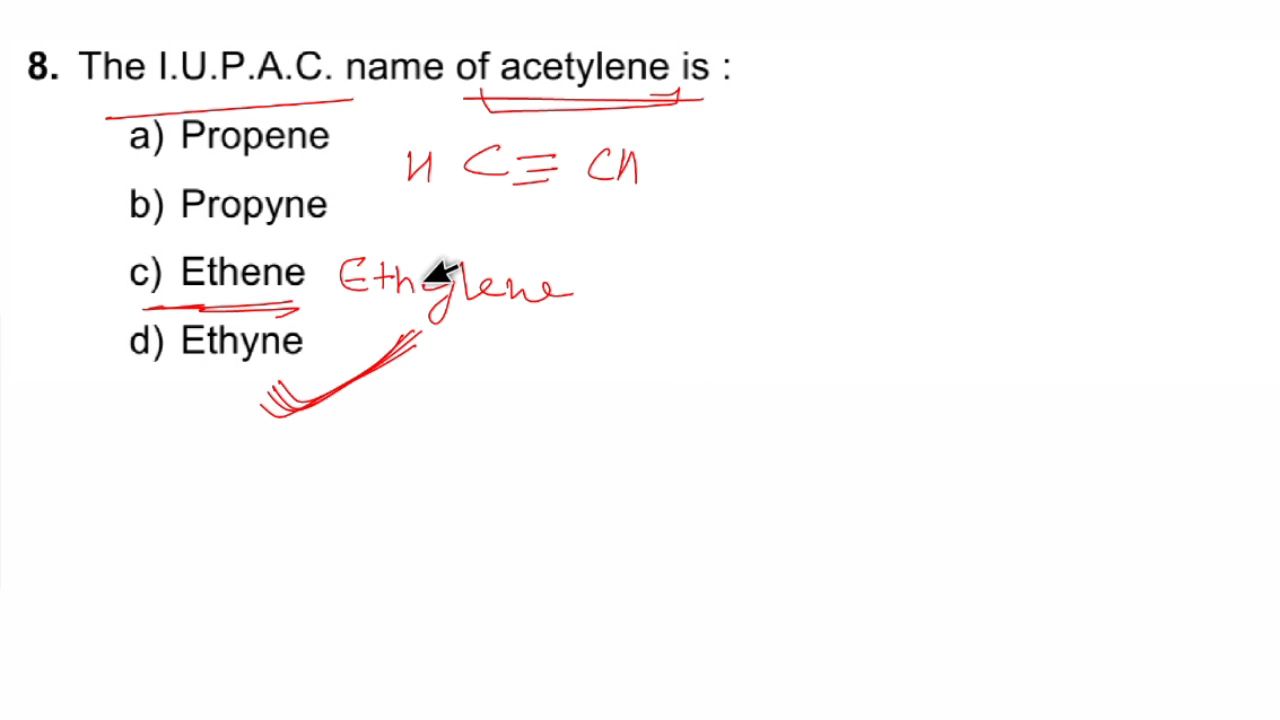 8. The I.U.P.A.C. name of acetylene is :
a) Propene
H C≡ CH
b) Propyne
c) Ethene Ethylene
d) Ethyne